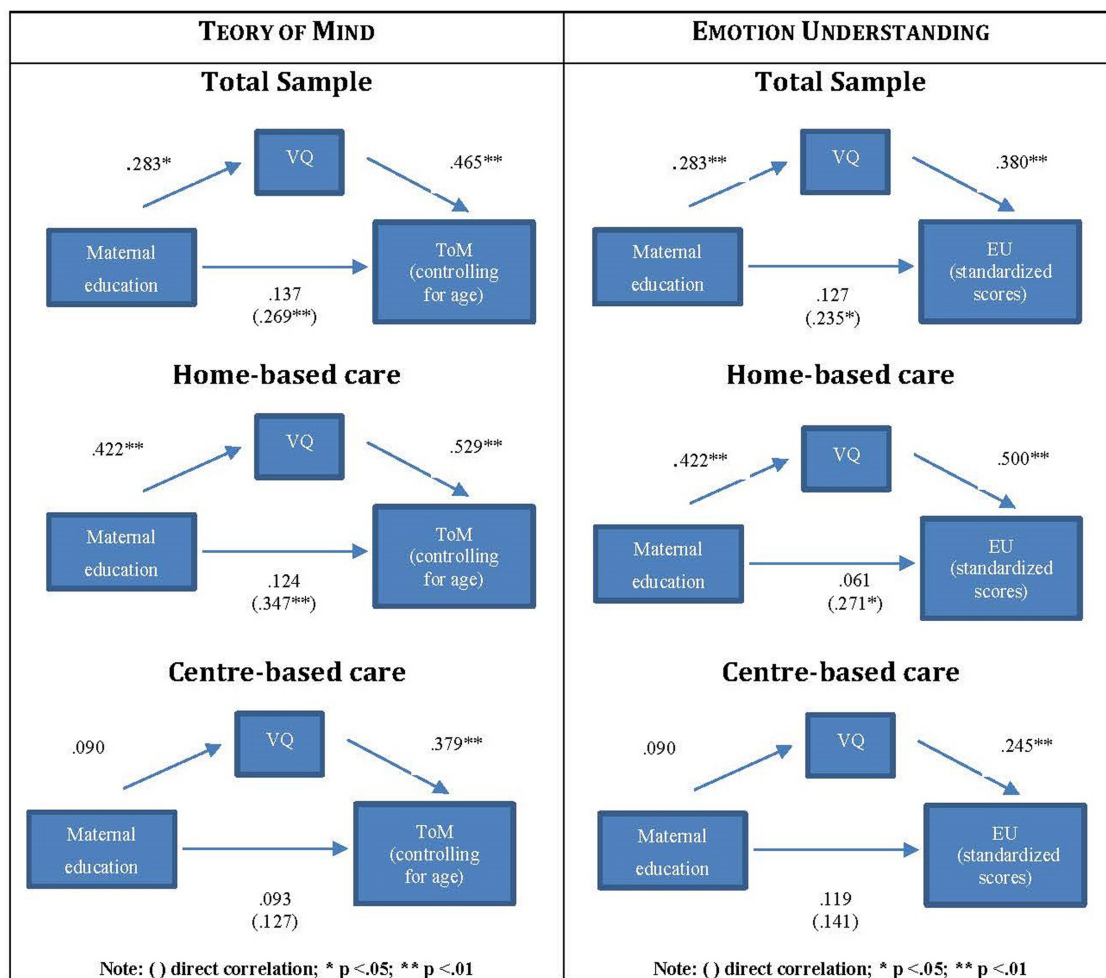 TEORY OF MIND
Total Sample
.283*
VQ
.465**
Maternal
education
ToM
(controlling
for age)
.137
(.269**)
Home-based care
.422**
VQ
.529**
Maternal
education
ToM
(controlling
for age)
.124
(.347**)
Centre-based care
.090
VQ
.379**
Maternal
education
ToM
(controlling
for age)
.093
(.127)
Note: ( ) direct correlation; * p <.05; ** p <.01
EMOTION UNDERSTANDING
Total Sample
.283**
VQ
.380**
Maternal
education
EU
(standardized
scores)
.127
(.235*)
Home-based care
.422**
VQ
.500**
Maternal
education
EU
(standardized
scores)
.061
(.271*)
Centre-based care
.090
VQ
.245**
Maternal
education
EU
(standardized
scores)
.119
(.141)
Note: ( ) direct correlation; * p <.05; ** p <.01